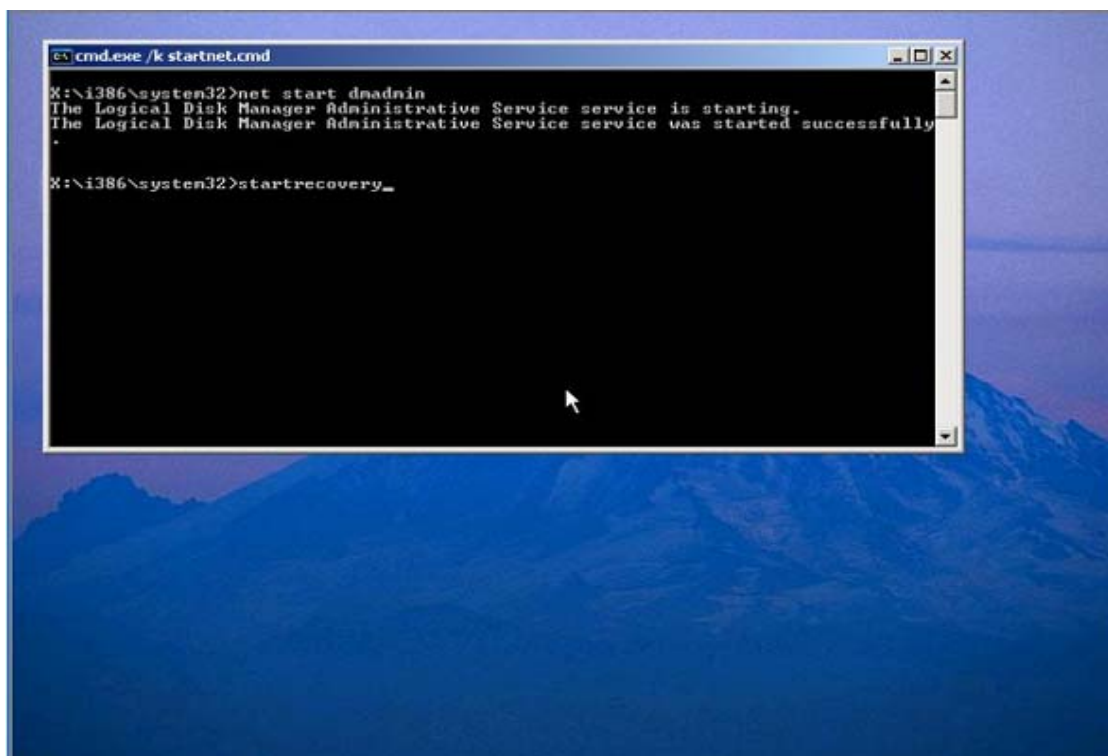 cmd.exe /k startnet.cmd
X:\i386\system32>net start dmadmin
The Logical Disk Manager Administrative Service service is starting.
The Logical Disk Manager Administrative Service service was started successfully
.
X:\i386\system32>startrecovery_